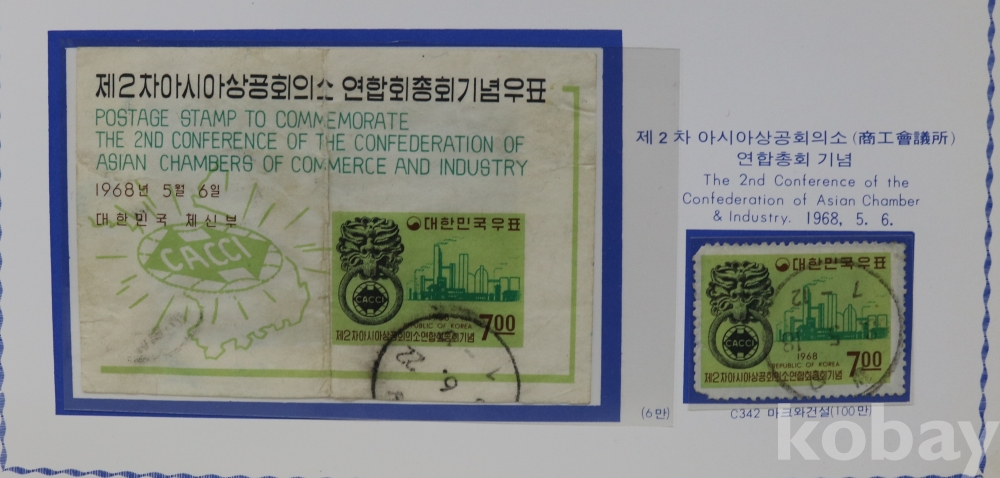 제2차아시아상공회의소 연합회총회기념우표
POSTAGE STAMP TO COMMEMORATE
THE 2ND CONFERENCE OF THE CONFEDERATION OF
ASIAN CHAMBERS OF COMMERCE AND INDUSTRY
1968년 5월 6일
대한민국 체신부
CACCI
대한민국우표
CACCI
REPUBLIC OF KOREA
7.00
제2차아시아상공회의소연합회총회기념
22
6.
(6만)
제2차 아시아상공회의소(商工會議所)
연합총회 기념
The 2nd Conference of the
Confederation of Asian Chamber
& Industry. 1968, 5. 6.
대한민국우표
CACCI
1968
REPUBLIC OF KOREA
7.00
제2차아시아상공회의소연합회총회기념
C342 마크와건설(100만)
kobay